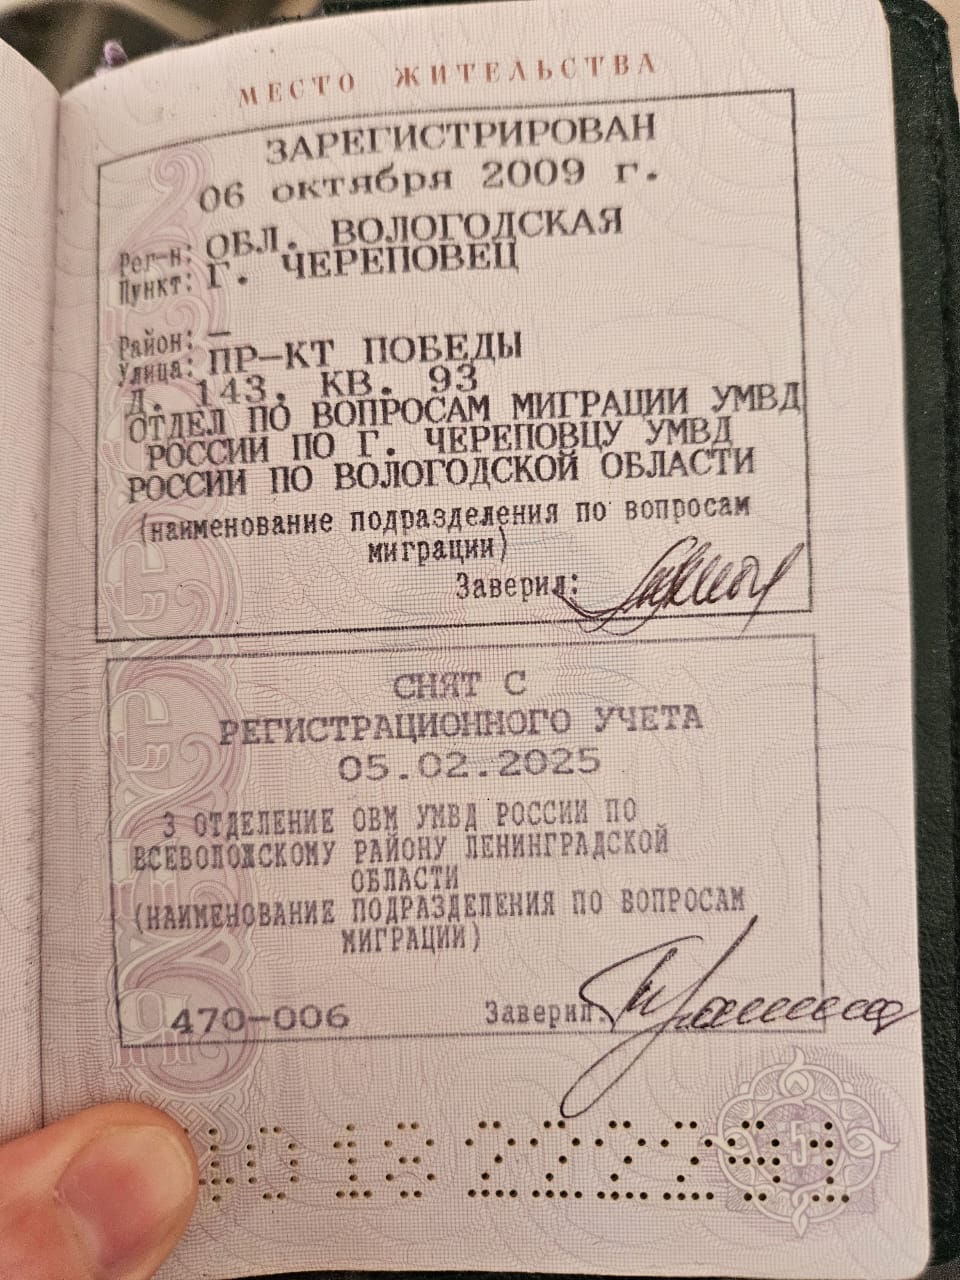 МЕСТО ЖИТЕЛЬСТВА
ЗАРЕГИСТРИРОВАН
06 октября 2009 г.
Рег-н: ОБЛ. ВОЛОГОДСКАЯ
Пункт: Г. ЧЕРЕПОВЕЦ
Район: —
Улица: ПР-КТ ПОБЕДЫ
Д. 143, КВ. 93
ОТДЕЛ ПО ВОПРОСАМ МИГРАЦИИ УМВД
РОССИИ ПО Г. ЧЕРЕПОВЦУ УМВД
РОССИИ ПО ВОЛОГОДСКОЙ ОБЛАСТИ
(наименование подразделения по вопросам
миграции)
Заверил:
СНЯТ С
РЕГИСТРАЦИОННОГО УЧЕТА
05.02.2025
3 ОТДЕЛЕНИЕ ОВМ УМВД РОССИИ ПО
ВСЕВОЛОЖСКОМУ РАЙОНУ ЛЕНИНГРАДСКОЙ
ОБЛАСТИ
(НАИМЕНОВАНИЕ ПОДРАЗДЕЛЕНИЯ ПО ВОПРОСАМ
МИГРАЦИИ)
470-006 Заверил:
5